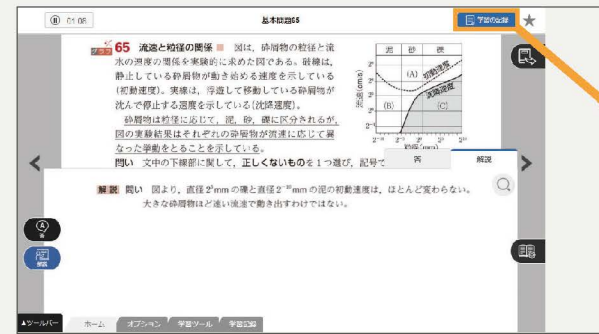 01:08
基本問題65
学習の記録
65 流速と粒径の関係 図は，砕屑物の粒径と流
水の速度の関係を実験的に求めた図である。破線は，
静止している砕屑物が動き始める速度を示している
(初動速度)。実線は，浮遊して移動している砕屑物が
沈んで停止する速度を示している(沈降速度)。
砕屑物は粒径に応じて，泥，砂，礫に区分されるが，
図の実験結果はそれぞれの砕屑物が流速に応じて異
なった挙動をとることを示している。
問い 文中の下線部に関して，正しくないものを1つ選び，記号で
泥 砂 礫
流速(cm/s)
(A)
初動速度
沈降速度
(B)
(C)
粒径(mm)
答
解説
解説 問い 図より，直径2⁵mmの礫と直径2⁻¹⁰mmの泥の初動速度は，ほとんど変わらない。
大きな砕屑物ほど速い流速で動き出すわけではない。
答
解説
▲ツールバー
ホーム
オプション
学習ツール
学習記録